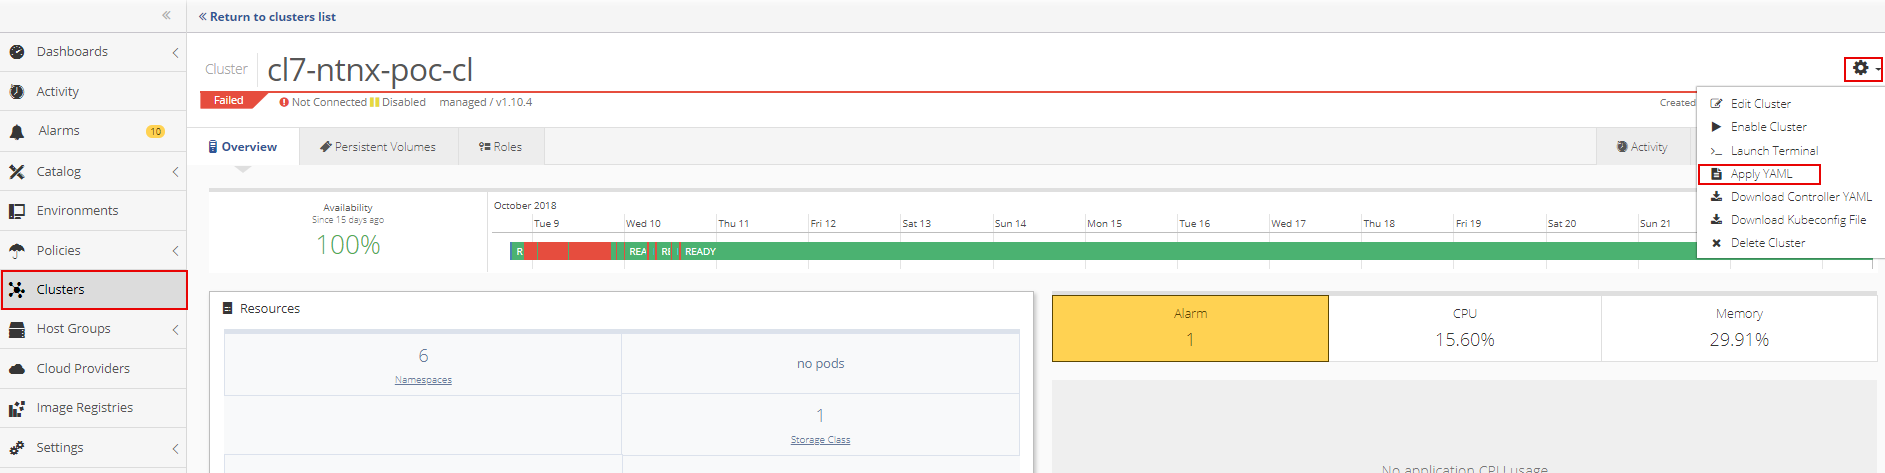 « Return to clusters list
Dashboards
Activity
Alarms 10
Catalog
Environments
Policies
Clusters
Host Groups
Cloud Providers
Image Registries
Settings
Cluster cl7-ntnx-poc-cl
Failed Not Connected Disabled managed / v1.10.4 Created
Edit Cluster
Enable Cluster
Launch Terminal
Apply YAML
Download Controller YAML
Download Kubeconfig File
Delete Cluster
Overview Persistent Volumes Roles Activity
Availability
Since 15 days ago
100%
October 2018
Tue 9 Wed 10 Thu 11 Fri 12 Sat 13 Sun 14 Mon 15 Tue 16 Wed 17 Thu 18 Fri 19 Sat 20 Sun 21
R REA RI READY
Resources
6
Namespaces
no pods
1
Storage Class
Alarm
1
CPU
15.60%
Memory
29.91%
No application CPU usage